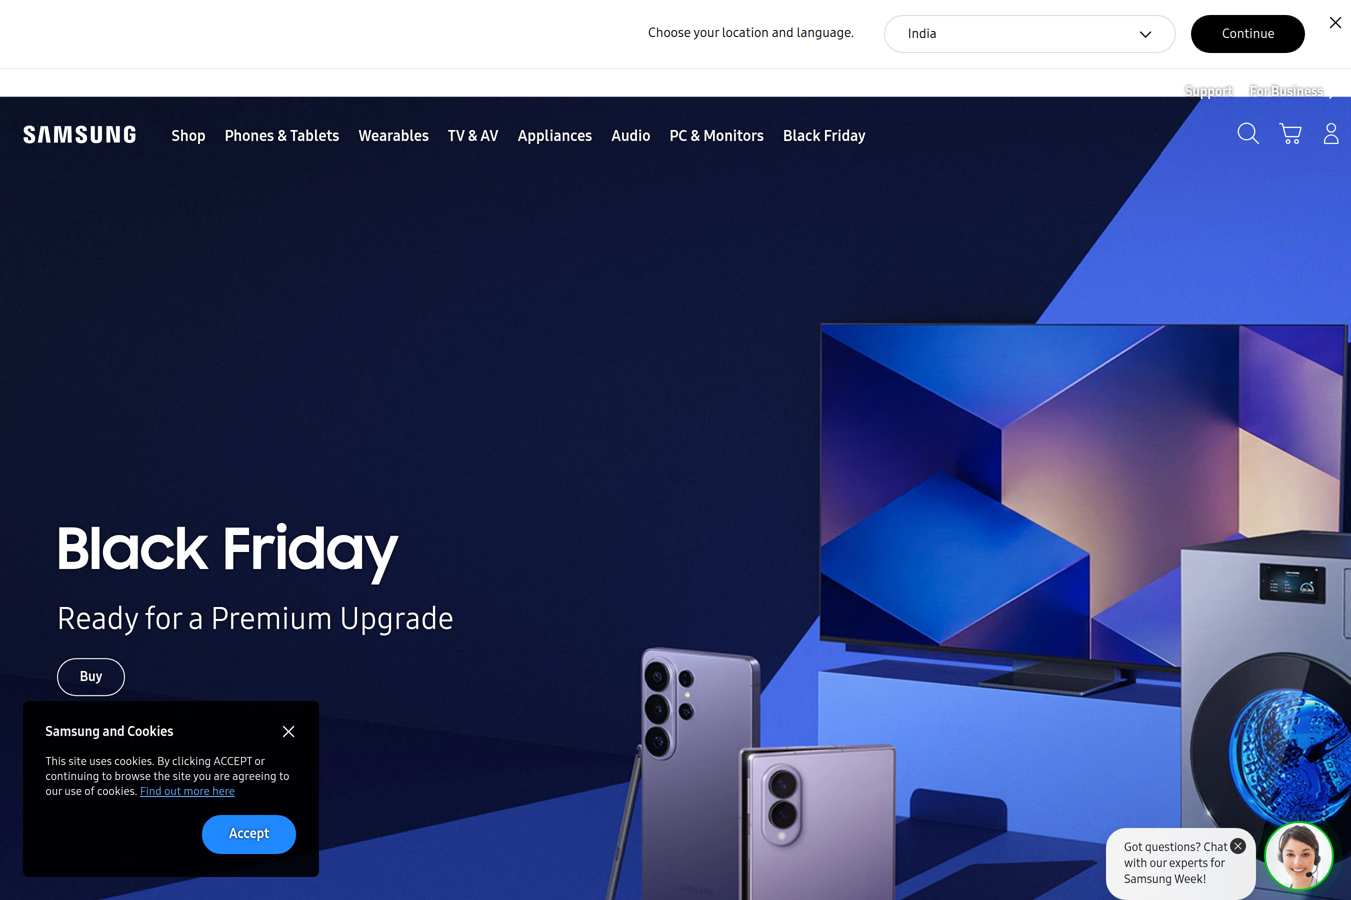 Choose your location and language.
India
Continue
Support For Business
SAMSUNG
Shop Phones & Tablets Wearables TV & AV Appliances Audio PC & Monitors Black Friday
Black Friday
Ready for a Premium Upgrade
Buy
Samsung and Cookies
This site uses cookies. By clicking ACCEPT or
continuing to browse the site you are agreeing to
our use of cookies. Find out more here
Accept
Got questions? Chat
with our experts for
Samsung Week!